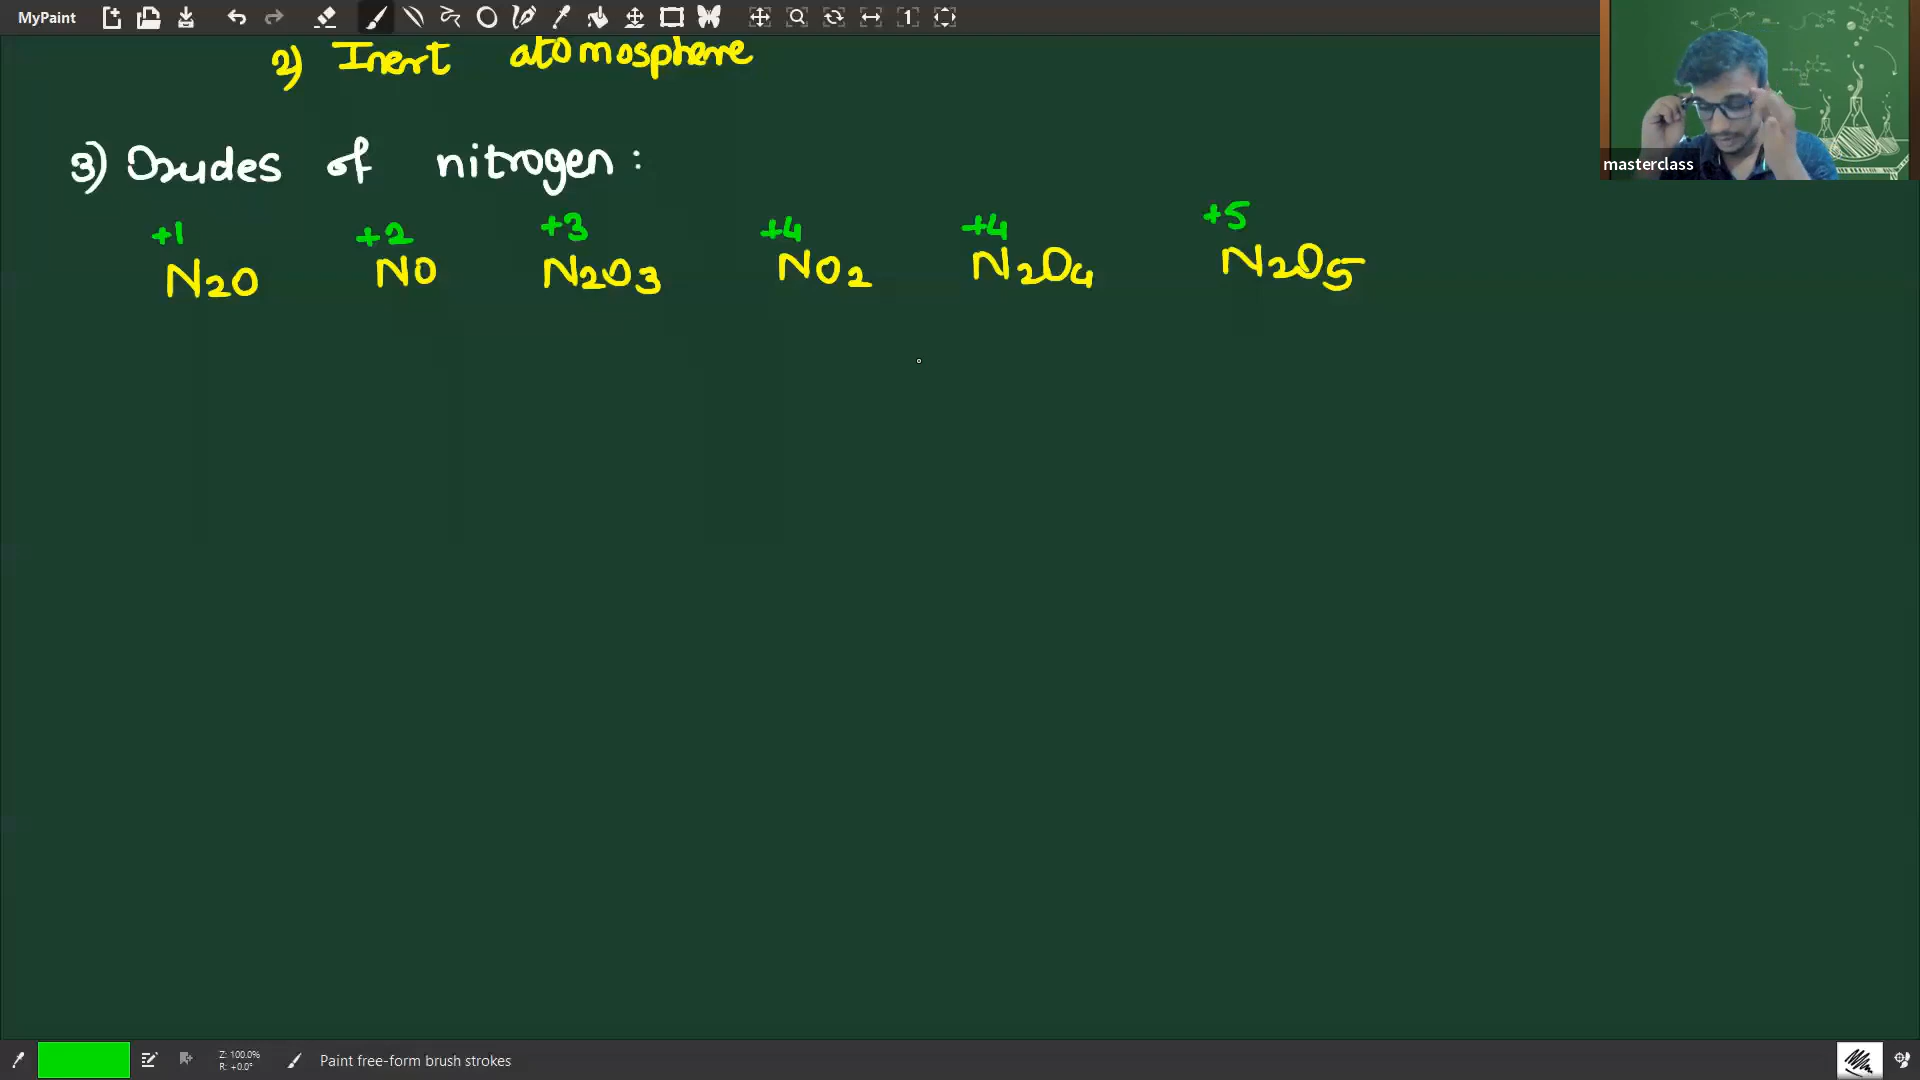 MyPaint
2) Inert atomosphere
masterclass
3) Oxides of nitrogen :
+1 +2 +3 +4 +4 +5
N₂O NO N₂O₃ NO₂ N₂O₄ N₂O₅
Z: 100.0%
R: +0.0°
Paint free-form brush strokes